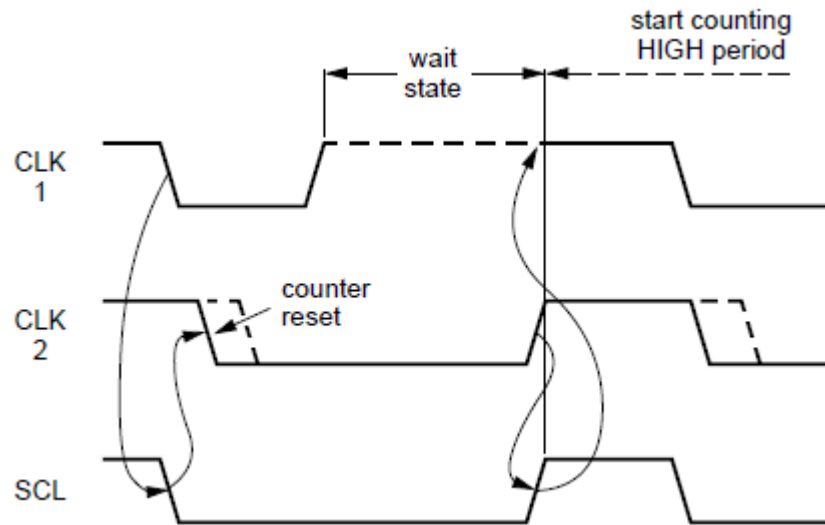 start counting
HIGH period
wait
state
CLK
1
counter
reset
CLK
2
SCL